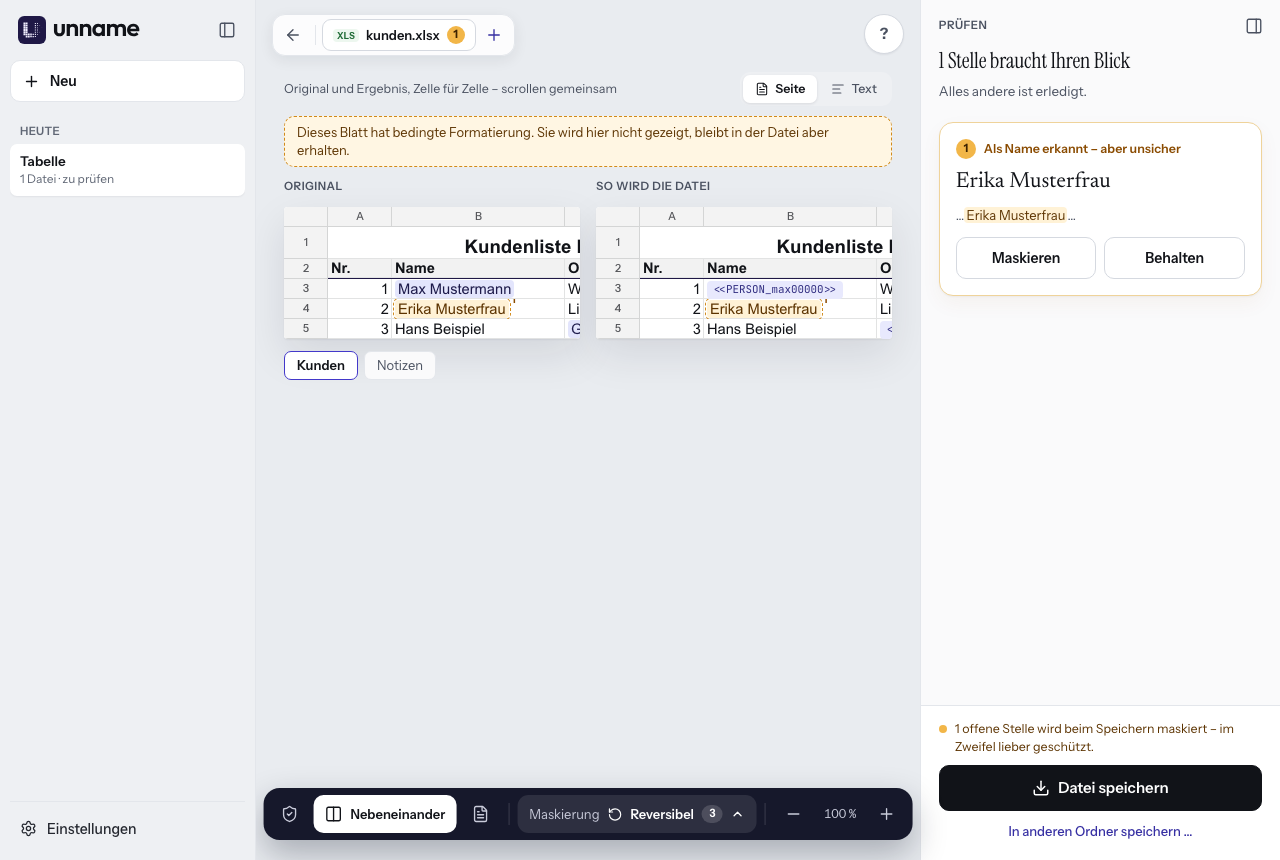 unname
Neu
HEUTE
Tabelle
1 Datei · zu prüfen
Einstellungen
XLS kunden.xlsx 1
?
Original und Ergebnis, Zelle für Zelle – scrollen gemeinsam
Seite Text
Dieses Blatt hat bedingte Formatierung. Sie wird hier nicht gezeigt, bleibt in der Datei aber
erhalten.
ORIGINAL
A B
1 Kundenliste
2 Nr. Name O
3 1 Max Mustermann W
4 2 Erika Musterfrau Li
5 3 Hans Beispiel G
SO WIRD DIE DATEI
A B
1 Kundenliste
2 Nr. Name O
3 1 <<PERSON_max00000>> W
4 2 Erika Musterfrau Li
5 3 Hans Beispiel <
Kunden Notizen
Nebeneinander Maskierung Reversibel 3 100 %
PRÜFEN
1 Stelle braucht Ihren Blick
Alles andere ist erledigt.
1 Als Name erkannt – aber unsicher
Erika Musterfrau
… Erika Musterfrau …
Maskieren Behalten
1 offene Stelle wird beim Speichern maskiert – im
Zweifel lieber geschützt.
Datei speichern
In anderen Ordner speichern …